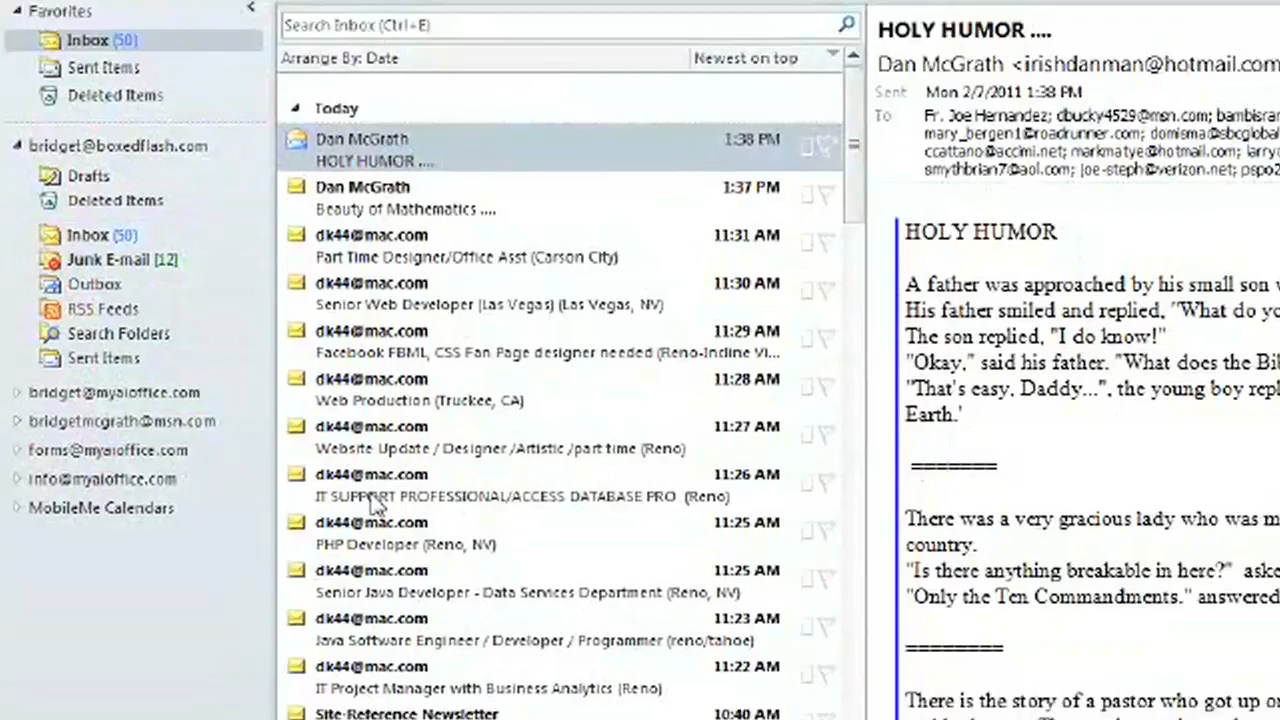 Favorites
Inbox (50)
Sent Items
Deleted Items
bridget@boxedflash.com
Drafts
Deleted Items
Inbox (50)
Junk E-mail [12]
Outbox
RSS Feeds
Search Folders
Sent Items
bridget@myaioffice.com
bridgetmcgrath@msn.com
forms@myaioffice.com
info@myaioffice.com
MobileMe Calendars
Search Inbox (Ctrl+E)
Arrange By: Date Newest on top
Today
Dan McGrath 1:38 PM
HOLY HUMOR ....
Dan McGrath 1:37 PM
Beauty of Mathematics ....
dk44@mac.com 11:31 AM
Part Time Designer/Office Asst (Carson City)
dk44@mac.com 11:30 AM
Senior Web Developer (Las Vegas) (Las Vegas, NV)
dk44@mac.com 11:29 AM
Facebook FBML, CSS Fan Page designer needed (Reno-Incline Vi...
dk44@mac.com 11:28 AM
Web Production (Truckee, CA)
dk44@mac.com 11:27 AM
Website Update / Designer /Artistic /part time (Reno)
dk44@mac.com 11:26 AM
IT SUPPORT PROFESSIONAL/ACCESS DATABASE PRO (Reno)
dk44@mac.com 11:25 AM
PHP Developer (Reno, NV)
dk44@mac.com 11:25 AM
Senior Java Developer - Data Services Department (Reno, NV)
dk44@mac.com 11:23 AM
Java Software Engineer / Developer / Programmer (reno/tahoe)
dk44@mac.com 11:22 AM
IT Project Manager with Business Analytics (Reno)
Site-Reference Newsletter 10:40 AM
HOLY HUMOR ....
Dan McGrath <irishdanman@hotmail.com
Sent Mon 2/7/2011 1:38 PM
To Fr. Joe Hernandez; dbucky4529@msn.com; bambisran
mary_bergen1@roadrunner.com; domisma@sbcglobal
ccattano@accimi.net; markmatye@hotmail.com; larryc
smythbrian7@aol.com; joe-steph@verizon.net; pspo2
HOLY HUMOR
A father was approached by his small son w
His father smiled and replied, "What do yo
The son replied, "I do know!"
"Okay," said his father. "What does the Bib
"That's easy, Daddy...", the young boy repl
Earth.'
=======
There was a very gracious lady who was m
country.
"Is there anything breakable in here?" aske
"Only the Ten Commandments." answered
========
There is the story of a pastor who got up o